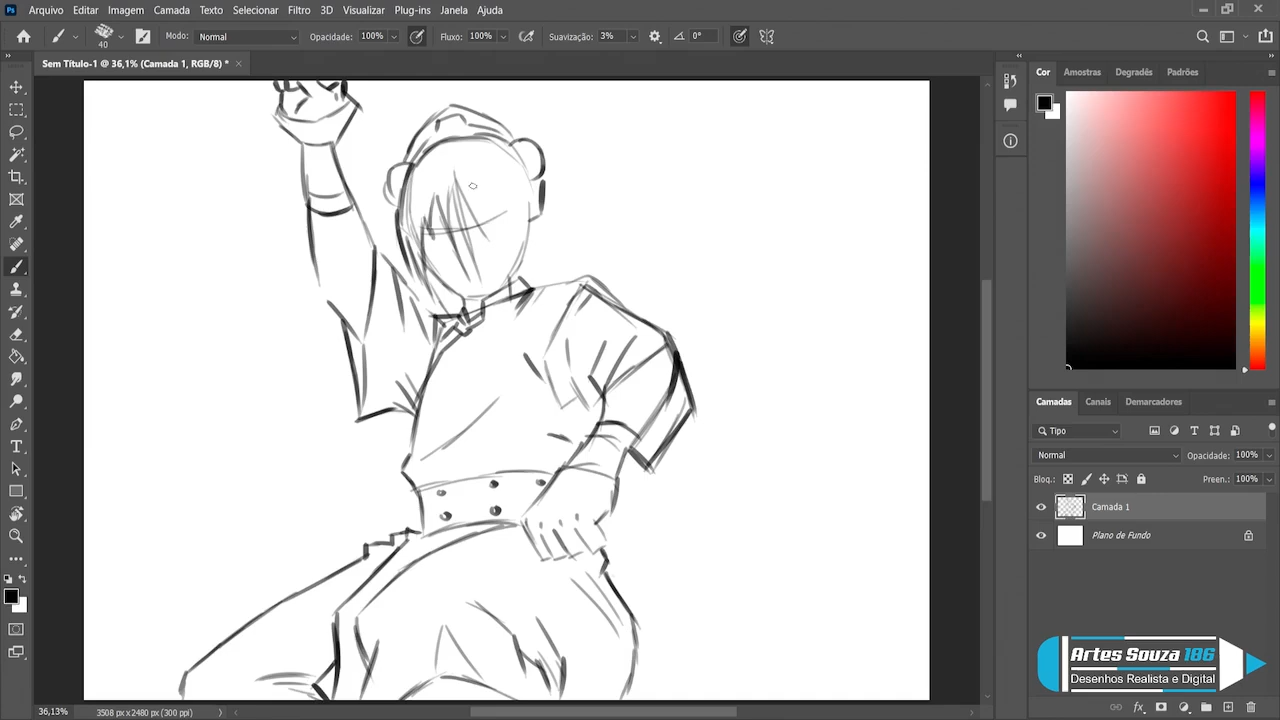 Ps Arquivo Editar Imagem Camada Texto Selecionar Filtro 3D Visualizar Plug-ins Janela Ajuda
40 Modo: Normal Opacidade: 100% Fluxo: 100% Suavização: 3% 0°
Sem Título-1 @ 36,1% (Camada 1, RGB/8) *
Cor Amostras Degradês Padrões
Camadas Canais Demarcadores
Tipo
Normal Opacidade: 100%
Bloq.: Preen.: 100%
Camada 1
Plano de Fundo
Artes Souza 186
Desenhos Realista e Digital
36,13% 3508 px x 2480 px (300 ppi)